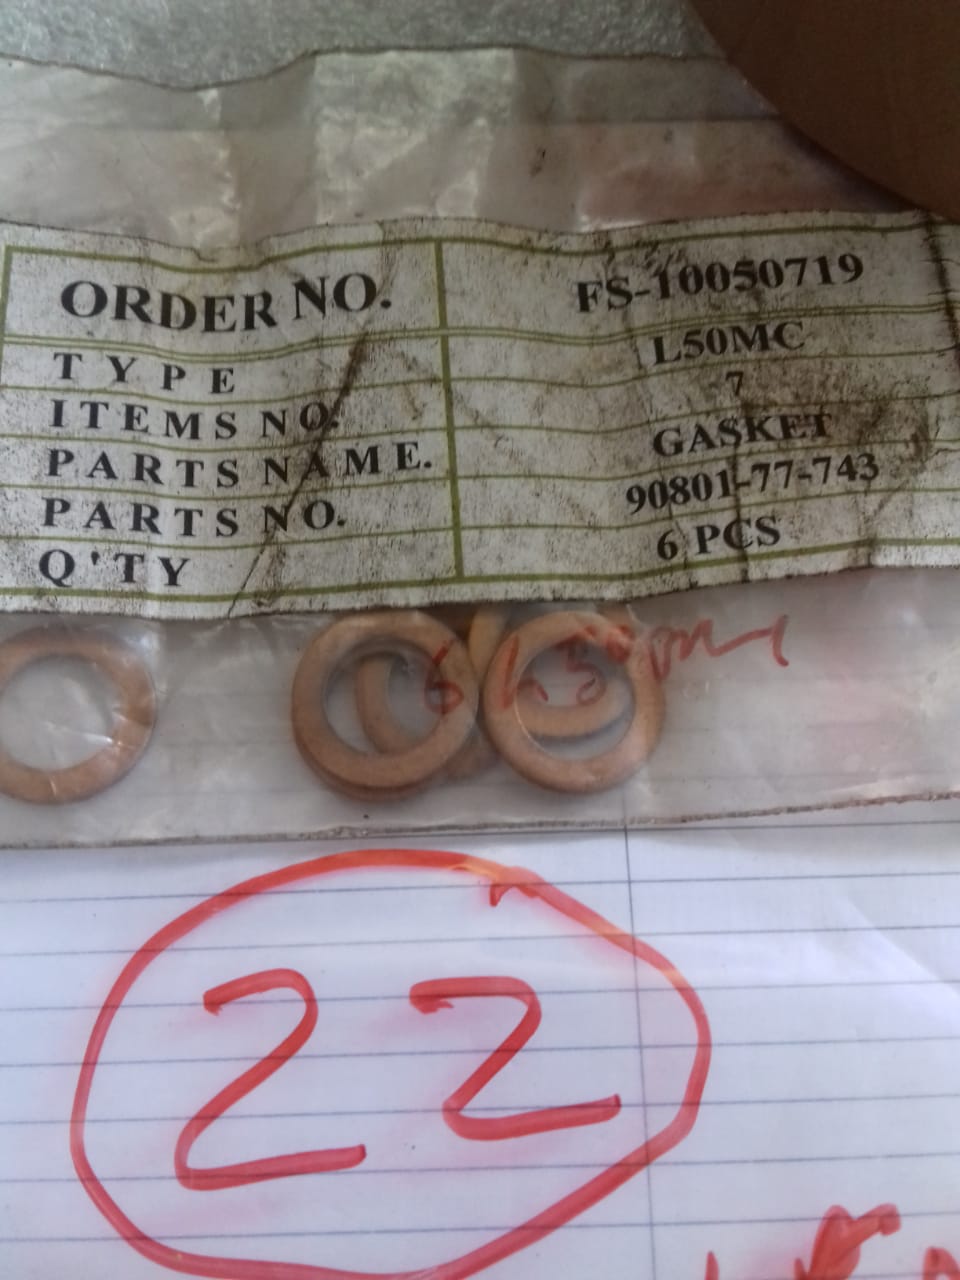 ORDER NO. FS-10050719
TYPE L50MC
ITEMS NO. 7
PARTS NAME. GASKET
PARTS NO. 90801-77-743
Q'TY 6 PCS
22